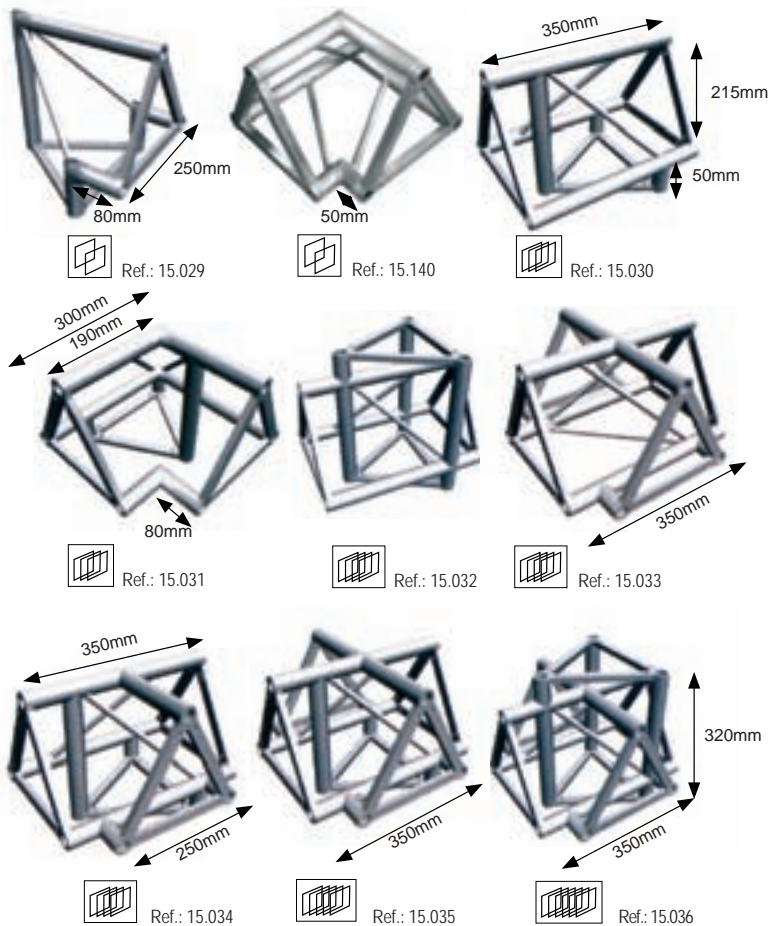 350mm
215mm
250mm
50mm
80mm
50mm
Ref.: 15.029
Ref.: 15.140
Ref.: 15.030
300mm
190mm
80mm
350mm
Ref.: 15.031
Ref.: 15.032
Ref.: 15.033
350mm
320mm
250mm
350mm
350mm
Ref.: 15.034
Ref.: 15.035
Ref.: 15.036